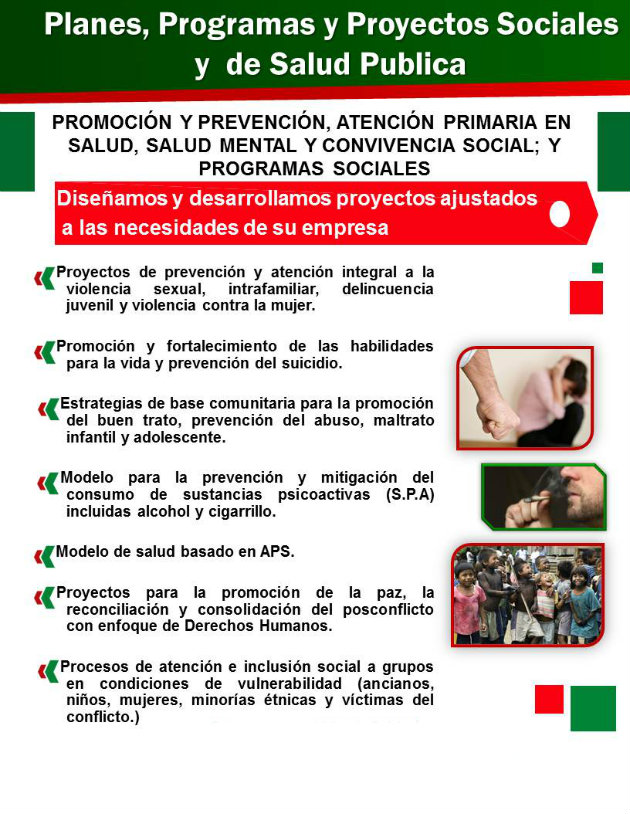 Planes, Programas y Proyectos Sociales
y de Salud Publica
PROMOCIÓN Y PREVENCIÓN, ATENCIÓN PRIMARIA EN
SALUD, SALUD MENTAL Y CONVIVENCIA SOCIAL; Y
PROGRAMAS SOCIALES
Diseñamos y desarrollamos proyectos ajustados
a las necesidades de su empresa
Proyectos de prevención y atención integral a la
violencia sexual, intrafamiliar, delincuencia
juvenil y violencia contra la mujer.
Promoción y fortalecimiento de las habilidades
para la vida y prevención del suicidio.
Estrategias de base comunitaria para la promoción
del buen trato, prevención del abuso, maltrato
infantil y adolescente.
Modelo para la prevención y mitigación del
consumo de sustancias psicoactivas (S.P.A)
incluidas alcohol y cigarrillo.
Modelo de salud basado en APS.
Proyectos para la promoción de la paz, la
reconciliación y consolidación del posconflicto
con enfoque de Derechos Humanos.
Procesos de atención e inclusión social a grupos
en condiciones de vulnerabilidad (ancianos,
niños, mujeres, minorías étnicas y víctimas del
conflicto.)